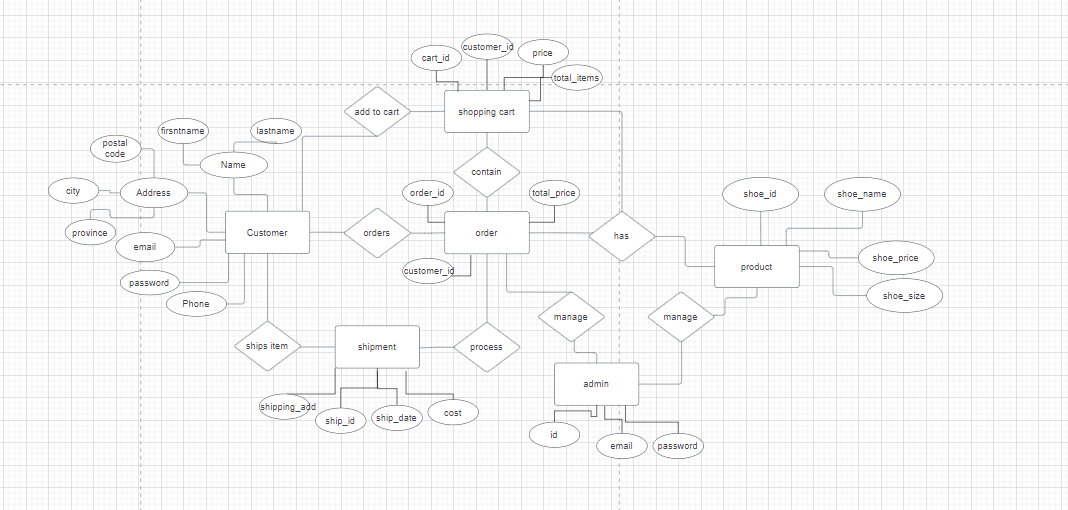 customer_id
cart_id
price
total_items
add to cart
shopping cart
firsntname
lastname
postal
code
Name
contain
city
Address
order_id
total_price
shoe_id
shoe_name
province
Customer
orders
order
has
email
shoe_price
product
customer_id
password
shoe_size
Phone
manage
manage
ships item
shipment
process
admin
shipping_add
ship_id
ship_date
cost
id
email
password